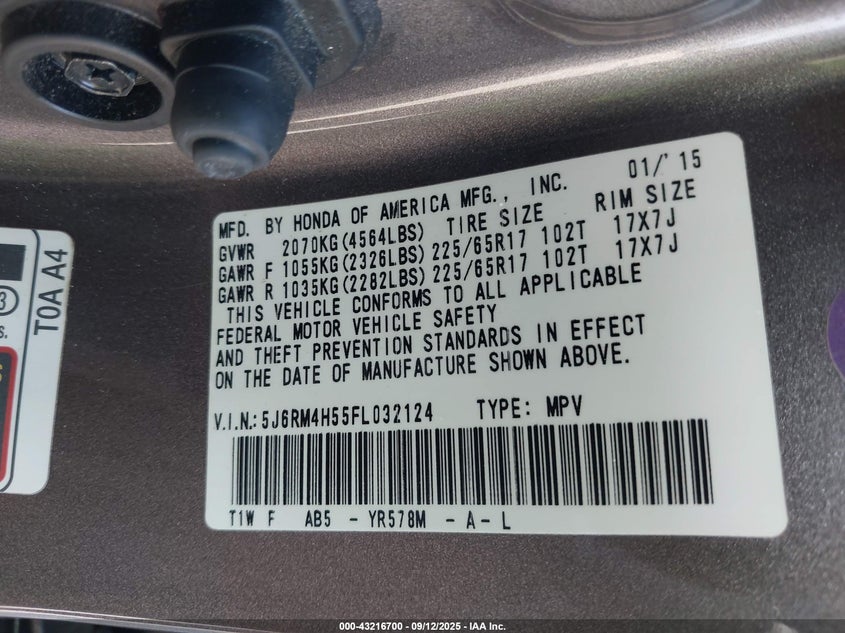 MFD. BY HONDA OF AMERICA MFG., INC. 01/'15
GVWR 2070KG(4564LBS) TIRE SIZE RIM SIZE
GAWR F 1055KG(2326LBS) 225/65R17 102T 17X7J
GAWR R 1035KG(2282LBS) 225/65R17 102T 17X7J
THIS VEHICLE CONFORMS TO ALL APPLICABLE
FEDERAL MOTOR VEHICLE SAFETY
AND THEFT PREVENTION STANDARDS IN EFFECT
ON THE DATE OF MANUFACTURE SHOWN ABOVE.
V.I.N.: 5J6RM4H55FL032124 TYPE: MPV
T1W F AB5 - YR578M - A - L
3
s.
T0A A4
S
000-43216700 - 09/12/2025 - IAA Inc.